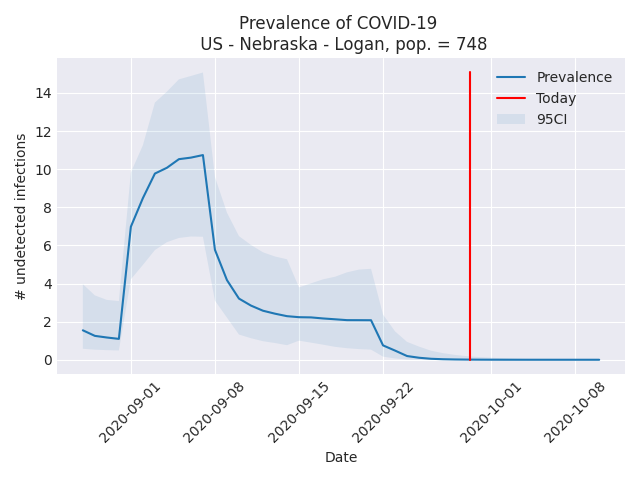 Prevalence of COVID-19
US - Nebraska - Logan, pop. = 748
Prevalence
Today
95CI
# undetected infections
14
12
10
8
6
4
2
0
2020-09-01
2020-09-08
2020-09-15
2020-09-22
2020-10-01
2020-10-08
Date